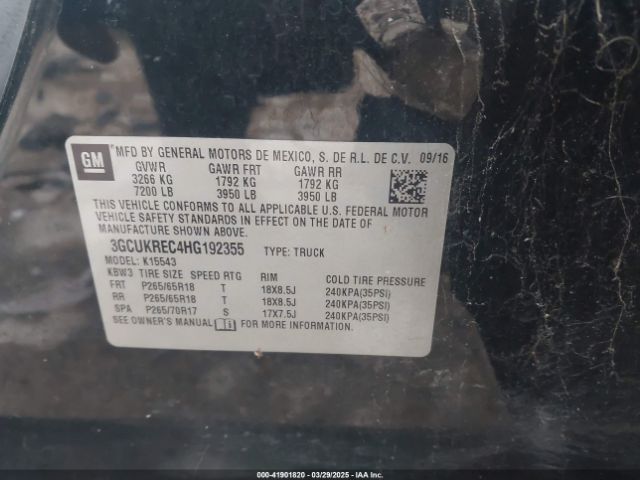 GM
MFD BY GENERAL MOTORS DE MEXICO, S. DE R.L. DE C.V. 09/16
GVWR GAWR FRT GAWR RR
3266 KG 1792 KG 1792 KG
7200 LB 3950 LB 3950 LB
THIS VEHICLE CONFORMS TO ALL APPLICABLE U.S. FEDERAL MOTOR
VEHICLE SAFETY STANDARDS IN EFFECT ON THE DATE OF
MANUFACTURE SHOWN ABOVE.
3GCUKREC4HG192355 TYPE: TRUCK
MODEL: K15543
KBW3 TIRE SIZE SPEED RTG RIM COLD TIRE PRESSURE
FRT P265/65R18 T 18X8.5J 240KPA(35PSI)
RR P265/65R18 T 18X8.5J 240KPA(35PSI)
SPA P265/70R17 S 17X7.5J 240KPA(35PSI)
SEE OWNER'S MANUAL FOR MORE INFORMATION.
000-41901820 | 03/29/2025 - IAAI.com